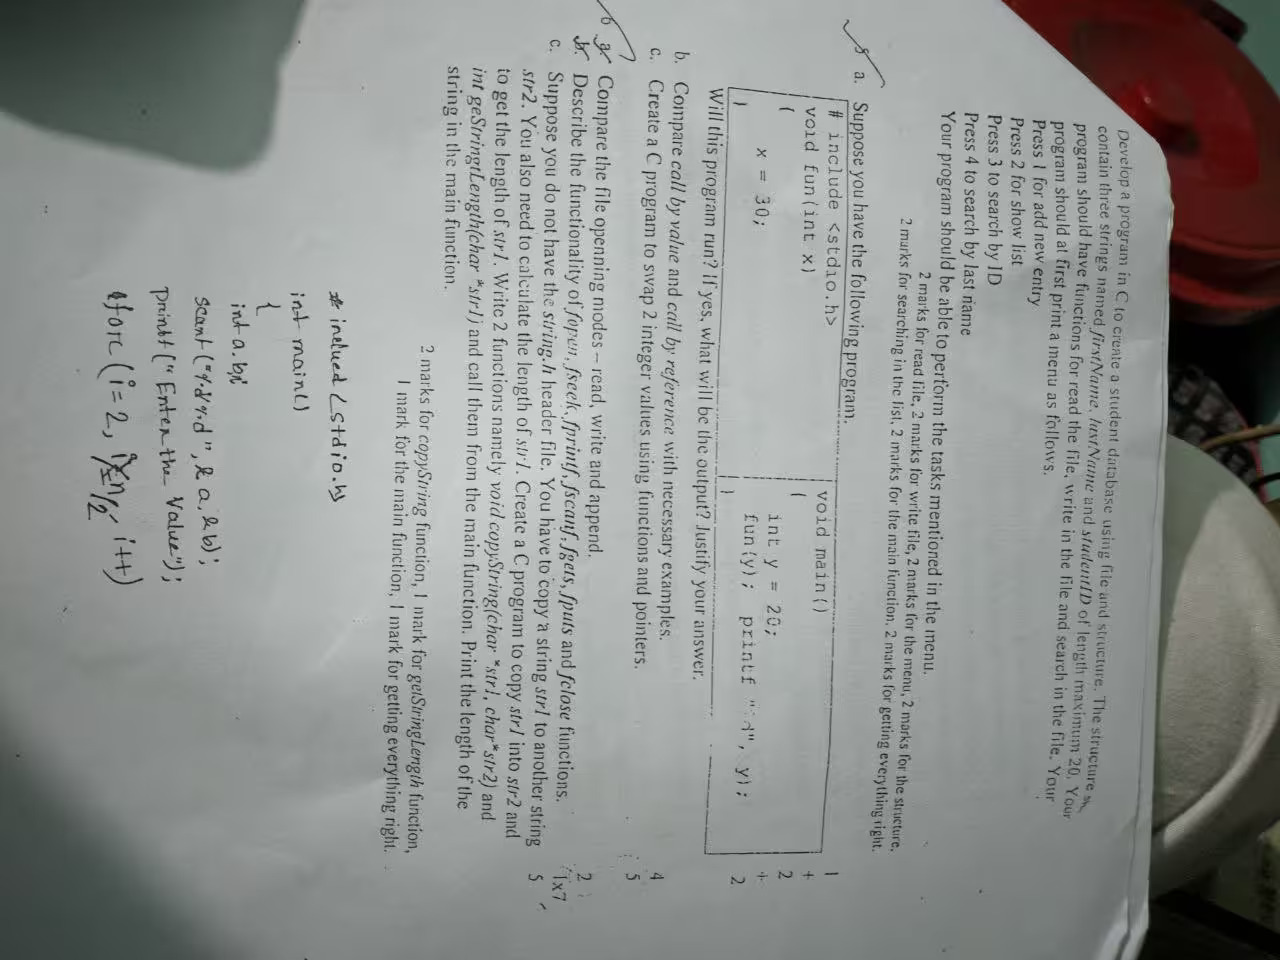 Develop a program in C to create a student database using file and structure. The structure
contain three strings named firstName, lastName and studentID of length maximum 20. Your
program should have functions for read the file, write in the file and search in the file. Your
program should at first print a menu as follows.
Press 1 for add new entry
Press 2 for show list
Press 3 to search by ID
Press 4 to search by last name
Your program should be able to perform the tasks mentioned in the menu.
2 marks for read file, 2 marks for write file, 2 marks for the menu, 2 marks for the structure,
2 marks for searching in the list, 2 marks for the main function. 2 marks for getting everything right.
5 a. Suppose you have the following program.
# include <stdio.h>
void fun(int x)
{
x = 30;
}
void main()
{
int y = 20;
fun(y); printf y);
}
1
+
2
+
2
Will this program run? If yes, what will be the output? Justify your answer.
b. Compare call by value and call by reference with necessary examples. 4
c. Create a C program to swap 2 integer values using functions and pointers. 5
6 a. Compare the file openning modes – read, write and append. 2
b. Describe the functionality of fopen, fseek, fprintf, fscanf, fgets, fputs and fclose functions. 1x7
c. Suppose you do not have the string.h header file. You have to copy a string str1 to another string 5
str2. You also need to calculate the length of str1. Create a C program to copy str1 into str2 and
to get the length of str1. Write 2 functions namely void copyString(char *str1, char*str2) and
int geStringtLength(char *str1) and call them from the main function. Print the length of the
string in the main function.
2 marks for copyString function, 1 mark for getStringLength function,
1 mark for the main function, 1 mark for getting everything right.
# inclued <stdio.h>
int main()
{
int a, b;
scanf ("%d %d", & a, & b);
printf ("Enter the Value");
for (i = 2, n/2 i++)